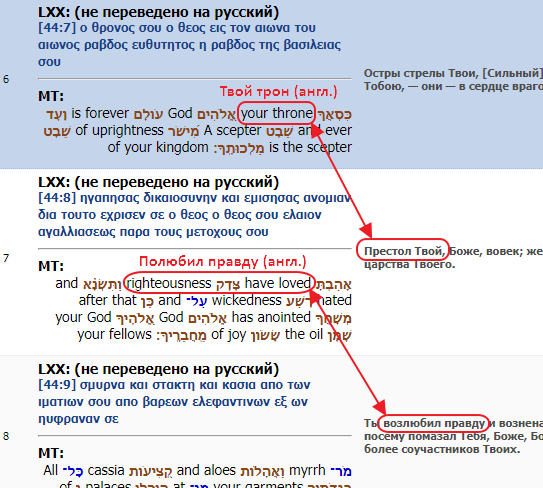 LXX: (не переведено на русский)
[44:7] ο θρονος σου ο θεος εις τον αιωνα του
αιωνος ραβδος ευθυτητος η ραβδος της βασιλειας
σου
6
Остры стрелы Твои, [Сильный]
Тобою, — они — в сердце враго
Твой трон (англ.)
MT:
is forever וָעֶד עוֹלָם God אֱלֹהִים your throne כִּסְאֲךָ
of uprightness שֵׁבֶט מִישֹׁר A scepter שֵׁבֶט and ever
of your kingdom מַלְכוּתֶךָ׃ is the scepter
LXX: (не переведено на русский)
[44:8] ηγαπησας δικαιοσυνην και εμισησας ανομιαν
δια τουτο εχρισεν σε ο θεος ο θεος σου ελαιον
αγαλλιασεως παρα τους μετοχους σου
7
Престол Твой, Боже, вовек; же
царства Твоего.
Полюбил правду (англ.)
MT:
and וַתִּשְׂנָא righteousness צֶדֶק have loved אָהַבְתָּ
after that כֵּן and עַל־ wickedness רֶשַׁע hated
your God אֱלֹהֶיךָ God אֱלֹהִים has anointed מְשָׁחֲךָ
your fellows מֵחֲבֵרֶיךָ׃ of joy שָׂשׂוֹן the oil שֶׁמֶן
LXX: (не переведено на русский)
[44:9] σμυρνα και στακτη και κασια απο των
ιματιων σου απο βαρεων ελεφαντινων εξ ων
ηυφραναν σε
8
Ты возлюбил правду и вознена
посему помазал Тебя, Боже, Бо
более соучастников Твоих.
MT:
All כָּל־ cassia קְצִיעוֹת and aloes וַאֲהָלוֹת myrrh מֹר־